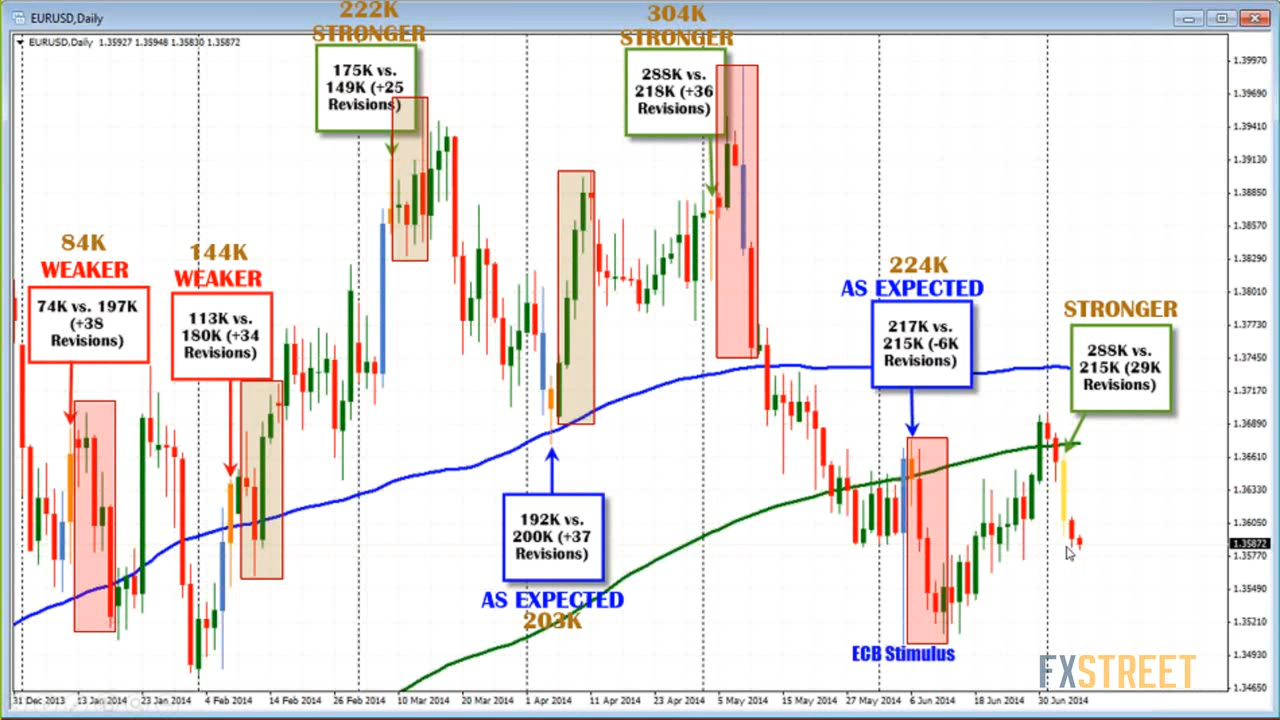 EURUSD,Daily
EURUSD,Daily 1.35927 1.35948 1.35830 1.35872
222K
STRONGER
175K vs.
149K (+25
Revisions)
304K
STRONGER
288K vs.
218K (+36
Revisions)
84K
WEAKER
74K vs. 197K
(+38
Revisions)
144K
WEAKER
113K vs.
180K (+34
Revisions)
224K
AS EXPECTED
217K vs.
215K (-6K
Revisions)
STRONGER
288K vs.
215K (29K
Revisions)
192K vs.
200K (+37
Revisions)
AS EXPECTED
203K
ECB Stimulus
FXSTREET
1.39970
1.39690
1.39410
1.39130
1.38850
1.38570
1.38290
1.38010
1.37730
1.37450
1.37170
1.36890
1.36610
1.36330
1.36050
1.35872
1.35770
1.35490
1.35210
1.34930
1.34650
31 Dec 2013 13 Jan 2014 23 Jan 2014 4 Feb 2014 14 Feb 2014 26 Feb 2014 10 Mar 2014 20 Mar 2014 1 Apr 2014 11 Apr 2014 23 Apr 2014 5 May 2014 15 May 2014 27 May 2014 6 Jun 2014 18 Jun 2014 30 Jun 2014